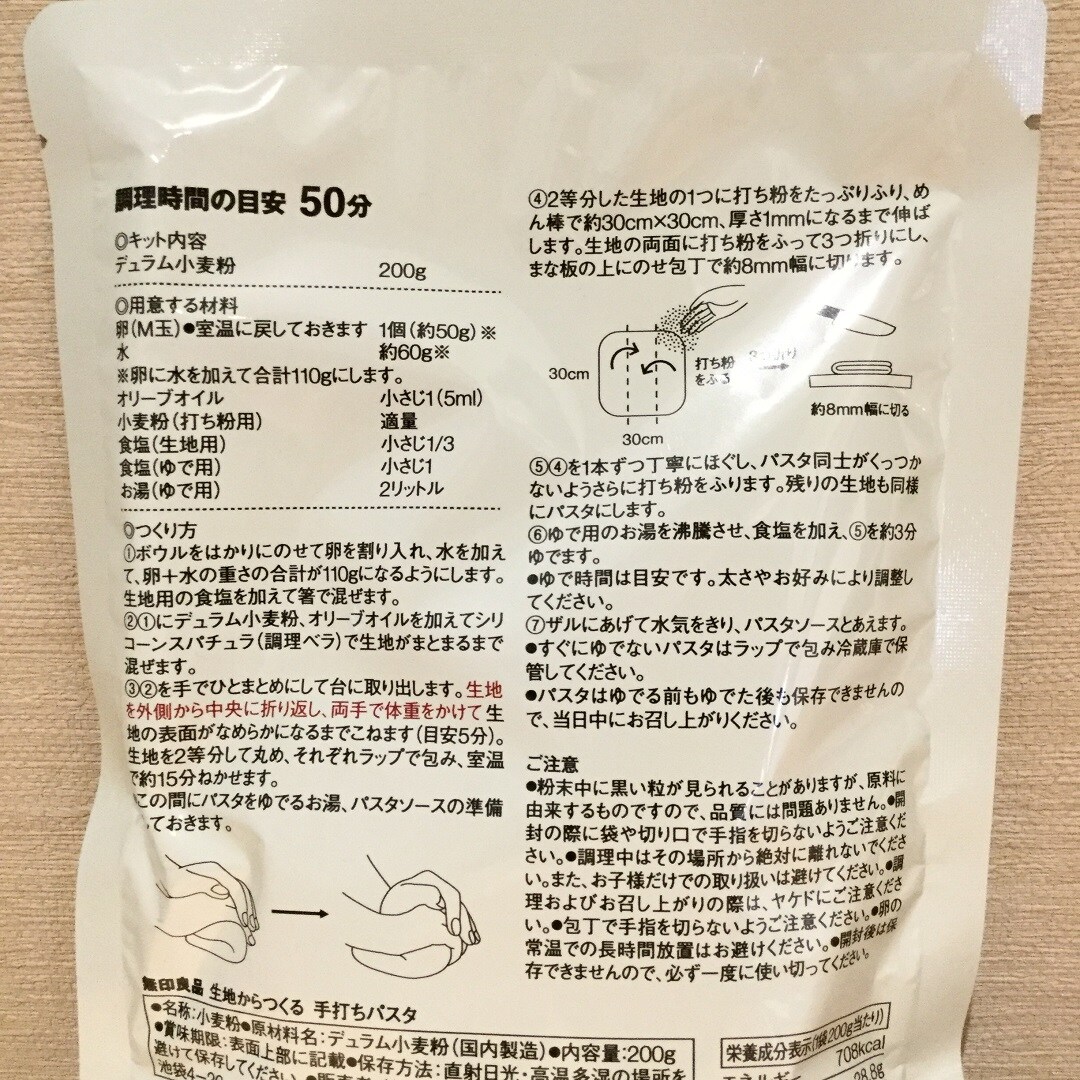 調理時間の目安 50分
◎キット内容
デュラム小麦粉 200g
◎用意する材料
卵(M玉)●室温に戻しておきます 1個(約50g)※
水 約60g※
※卵に水を加えて合計110gにします。
オリーブオイル 小さじ1(5ml)
小麦粉(打ち粉用) 適量
食塩(生地用) 小さじ1/3
食塩(ゆで用) 小さじ1
お湯(ゆで用) 2リットル
◎つくり方
①ボウルをはかりにのせて卵を割り入れ、水を加え
て、卵+水の重さの合計が110gになるようにします。
生地用の食塩を加えて箸で混ぜます。
②①にデュラム小麦粉、オリーブオイルを加えてシリ
コーンスパチュラ(調理ベラ)で生地がまとまるまで
混ぜます。
③②を手でひとまとめにして台に取り出します。生地
を外側から中央に折り返し、両手で体重をかけて生
地の表面がなめらかになるまでこねます(目安5分)。
生地を2等分して丸め、それぞれラップで包み、室温
で約15分ねかせます。
この間にパスタをゆでるお湯、パスタソースの準備
しておきます。
④2等分した生地の1つに打ち粉をたっぷりふり、め
ん棒で約30cm×30cm、厚さ1mmになるまで伸ば
します。生地の両面に打ち粉をふって3つ折りにし、
まな板の上にのせ包丁で約8mm幅に切ります。
30cm
30cm
打ち粉
をふる
約8mm幅に切る
⑤④を1本ずつ丁寧にほぐし、パスタ同士がくっつか
ないようさらに打ち粉をふります。残りの生地も同様
にパスタにします。
⑥ゆで用のお湯を沸騰させ、食塩を加え、⑤を約3分
ゆでます。
●ゆで時間は目安です。太さやお好みにより調整し
てください。
⑦ザルにあげて水気をきり、パスタソースとあえます。
●すぐにゆでないパスタはラップで包み冷蔵庫で保
管してください。
●パスタはゆでる前もゆでた後も保存できませんの
で、当日中にお召し上がりください。
ご注意
●粉末中に黒い粒が見られることがありますが、原料に
由来するものですので、品質には問題ありません。●開
封の際に袋や切り口で手指を切らないようご注意くだ
さい。●調理中はその場所から絶対に離れないでくださ
い。また、お子様だけでの取り扱いは避けてください。●調
理およびお召し上がりの際は、ヤケドにご注意くださ
い。●包丁で手指を切らないようご注意ください。●卵の
常温での長時間放置はお避けください。●開封後は保
存できませんので、必ず一度に使い切ってください。
無印良品 生地からつくる 手打ちパスタ
●名称:小麦粉●原材料名:デュラム小麦粉(国内製造)●内容量:200g
●賞味期限:表面上部に記載●保存方法:直射日光・高温多湿の場所を
避けて保存してください。
池袋4-
栄養成分表示(1袋200g当たり)
エネルギー 708kcal
28.8g